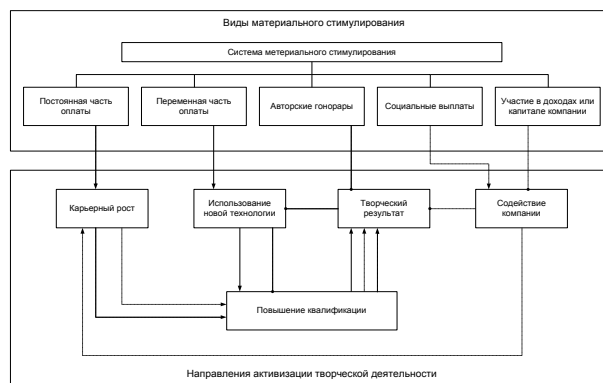 Виды материального стимулирования
Система метериального стимулирования
Постоянная часть
оплаты
Переменная часть
оплаты
Авторские гонорары
Социальные выплаты
Участие в доходах или
капитале компании
Карьерный рост
Использование
новой технологии
Творческий
результат
Содействие
компании
Повышение квалификации
Направления активизации творческой деятельности